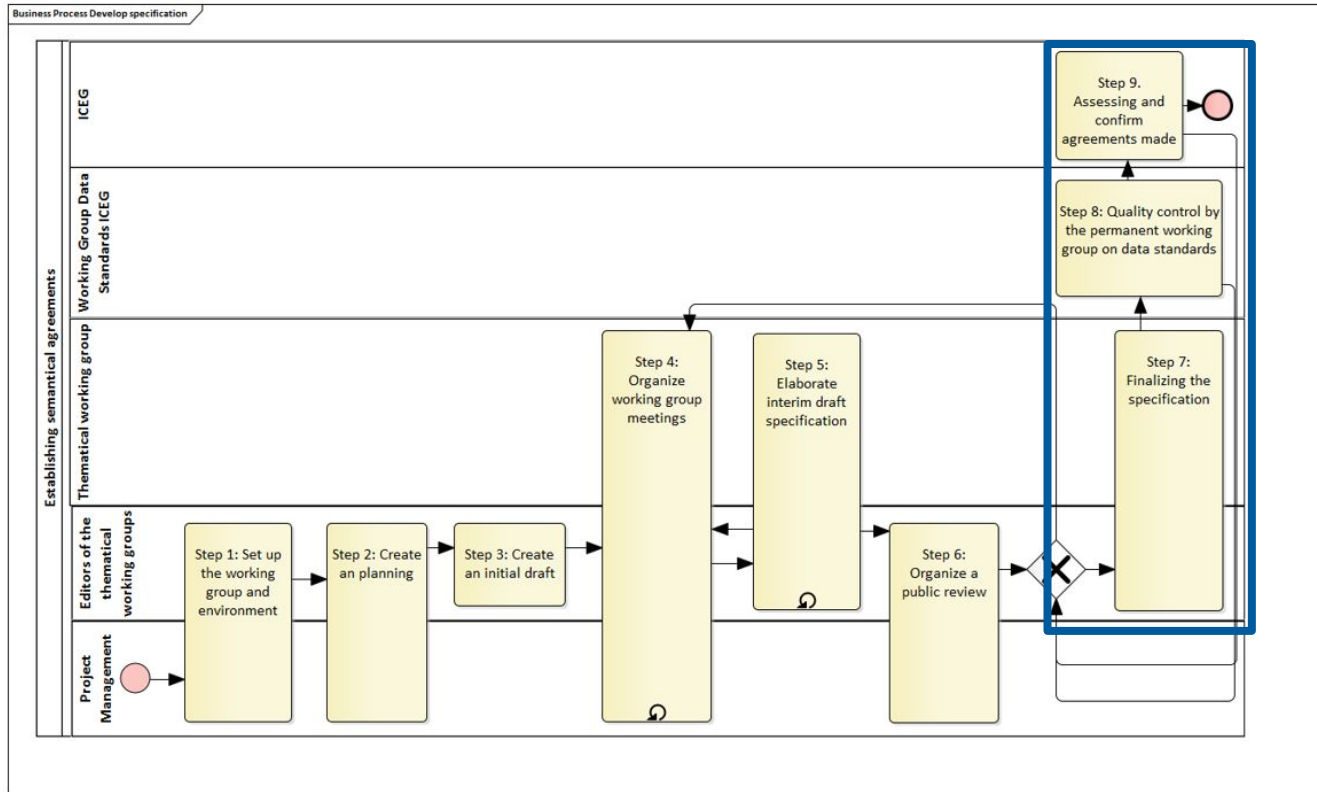 Business Process Develop specification
Establishing semantical agreements
ICEG
Working Group Data
Standards ICEG
Thematical working group
Editors of the
thematical
working groups
Project
Management
Step 1: Set up
the working
group and
environment
Step 2: Create
an planning
Step 3: Create
an initial draft
Step 4:
Organize
working group
meetings
Step 5:
Elaborate
interim draft
specification
Step 6:
Organize a
public review
Step 7:
Finalizing the
specification
Step 8: Quality control by
the permanent working
group on data standards
Step 9.
Assessing and
confirm
agreements made